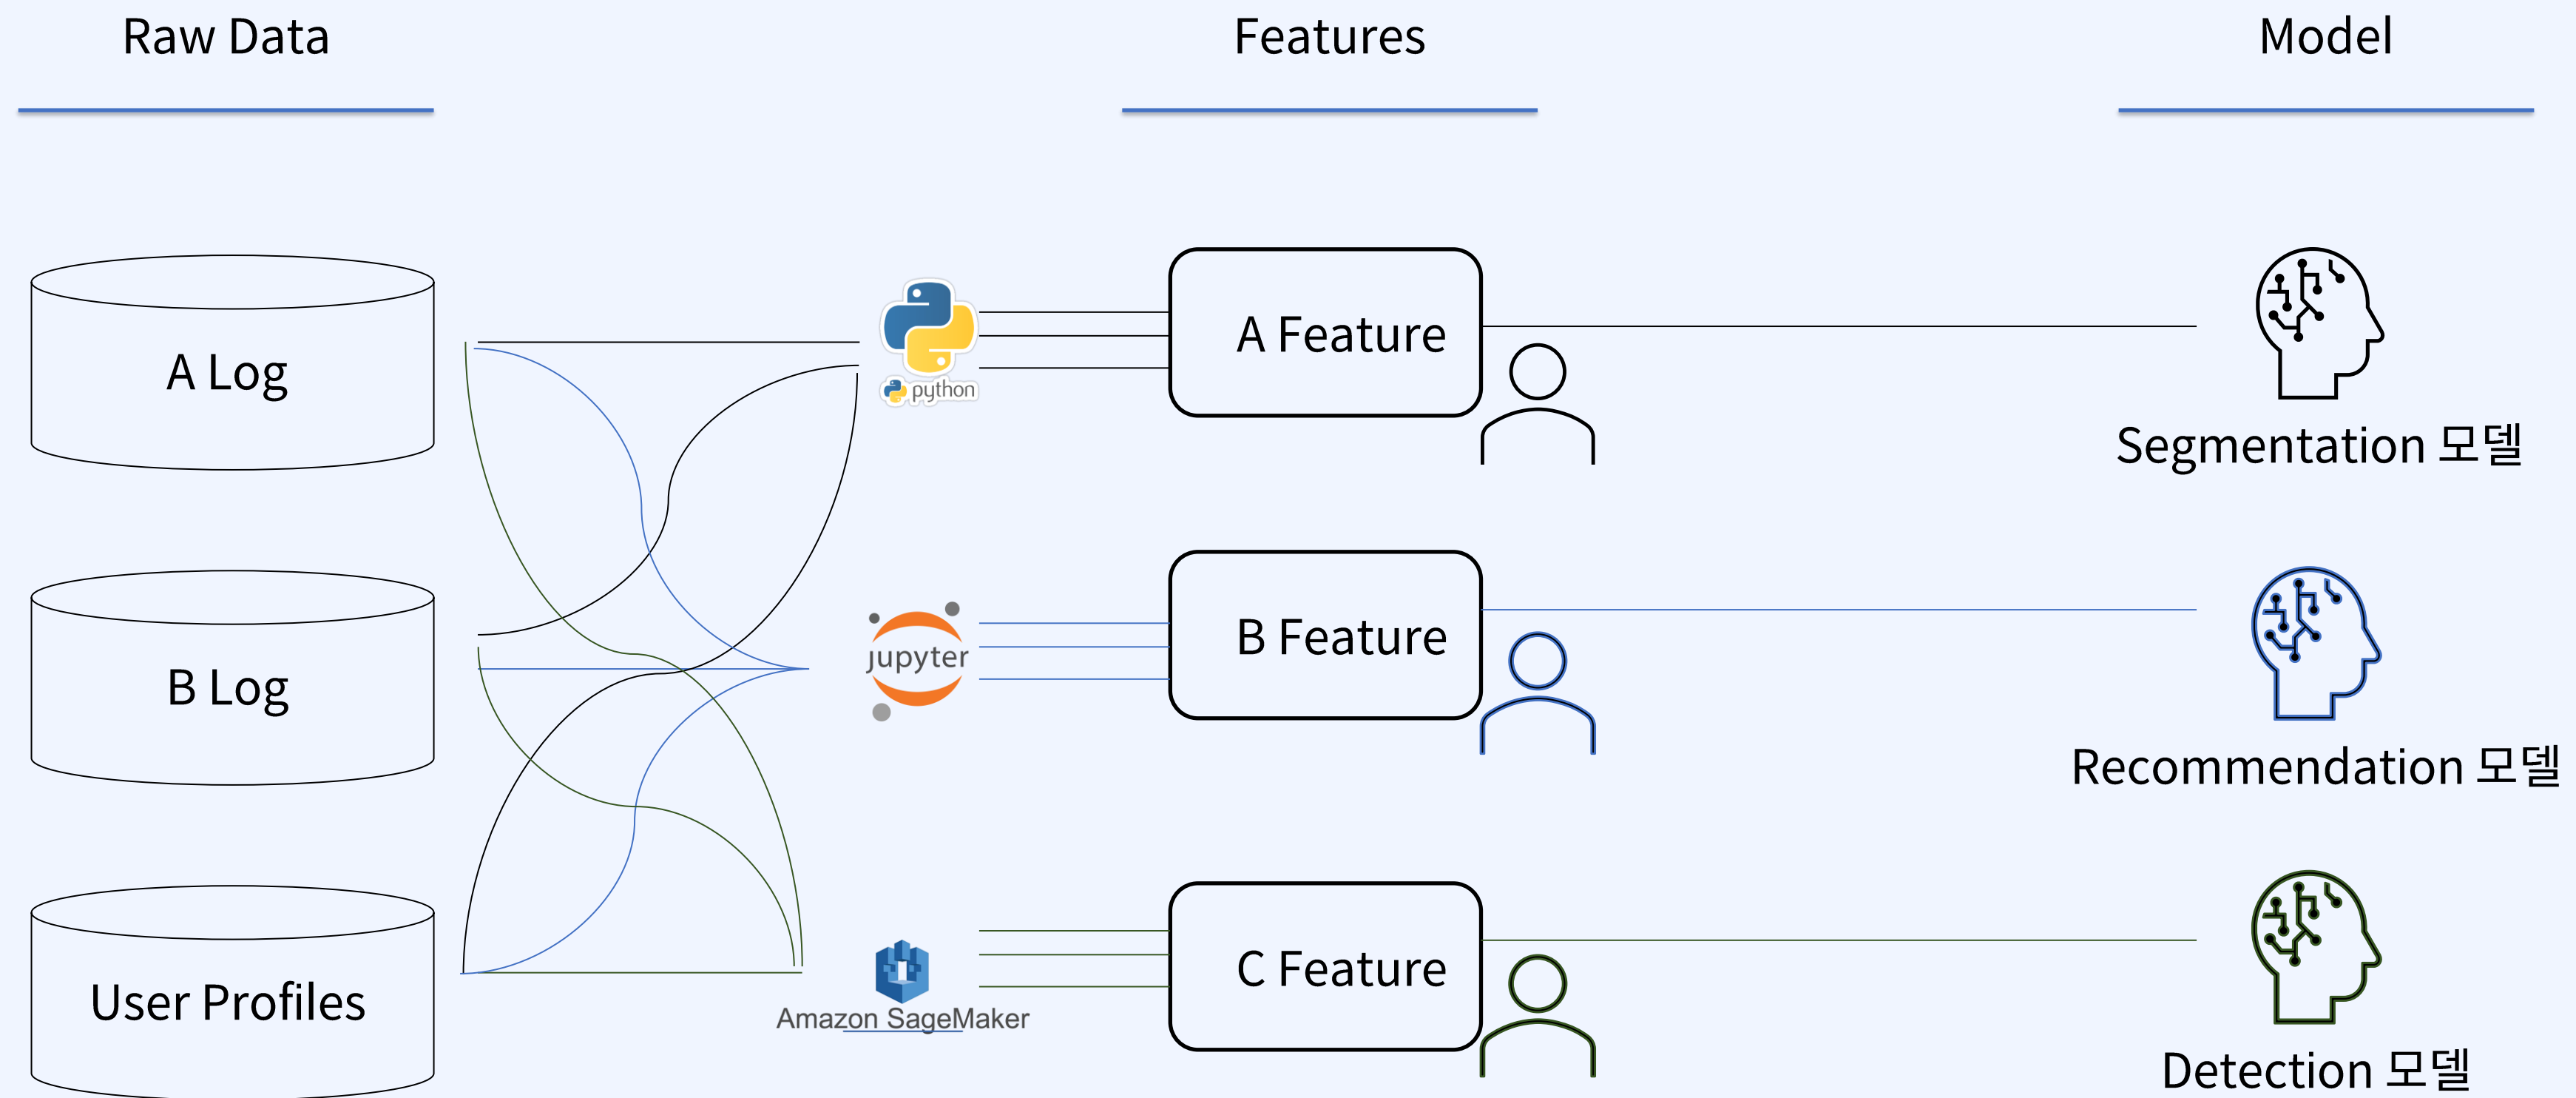 Raw Data
Features
Model
A Log
python
A Feature
Segmentation 모델
B Log
jupyter
B Feature
Recommendation 모델
User Profiles
Amazon SageMaker
C Feature
Detection 모델